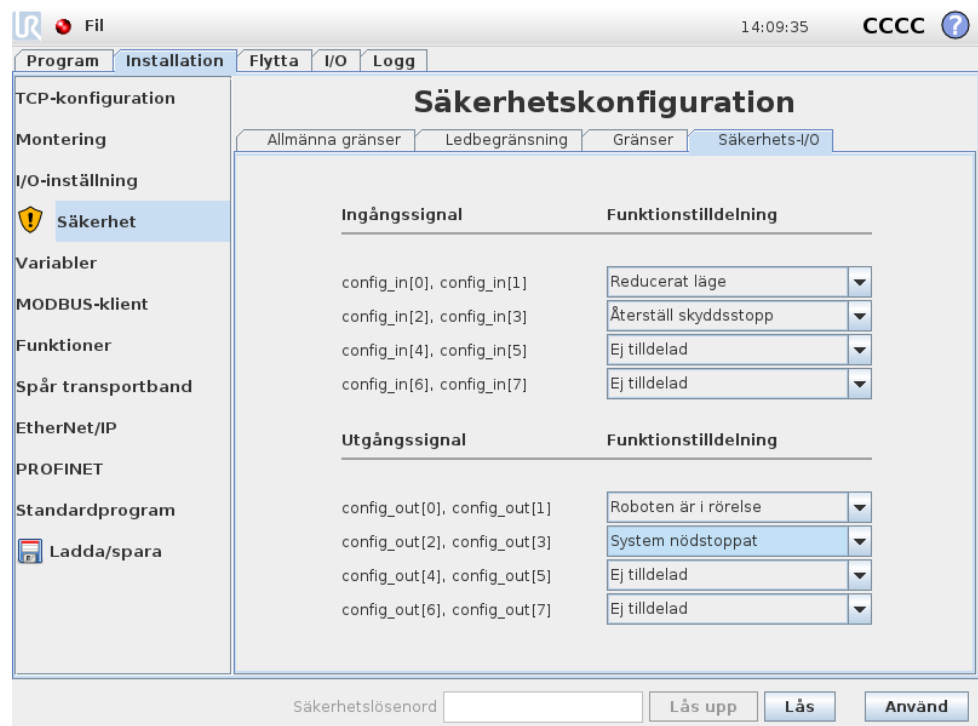 UR Fil 14:09:35 CCCC ?
Program Installation Flytta I/O Logg
Säkerhetskonfiguration
TCP-konfiguration
Montering
I/O-inställning
Säkerhet
Variabler
MODBUS-klient
Funktioner
Spår transportband
EtherNet/IP
PROFINET
Standardprogram
Ladda/spara
Allmänna gränser Ledbegränsning Gränser Säkerhets-I/O
Ingångssignal Funktionstilldelning
config_in[0], config_in[1] Reducerat läge
config_in[2], config_in[3] Återställ skyddsstopp
config_in[4], config_in[5] Ej tilldelad
config_in[6], config_in[7] Ej tilldelad
Utgångssignal Funktionstilldelning
config_out[0], config_out[1] Roboten är i rörelse
config_out[2], config_out[3] System nödstoppat
config_out[4], config_out[5] Ej tilldelad
config_out[6], config_out[7] Ej tilldelad
Säkerhetslösenord Lås upp Lås Använd